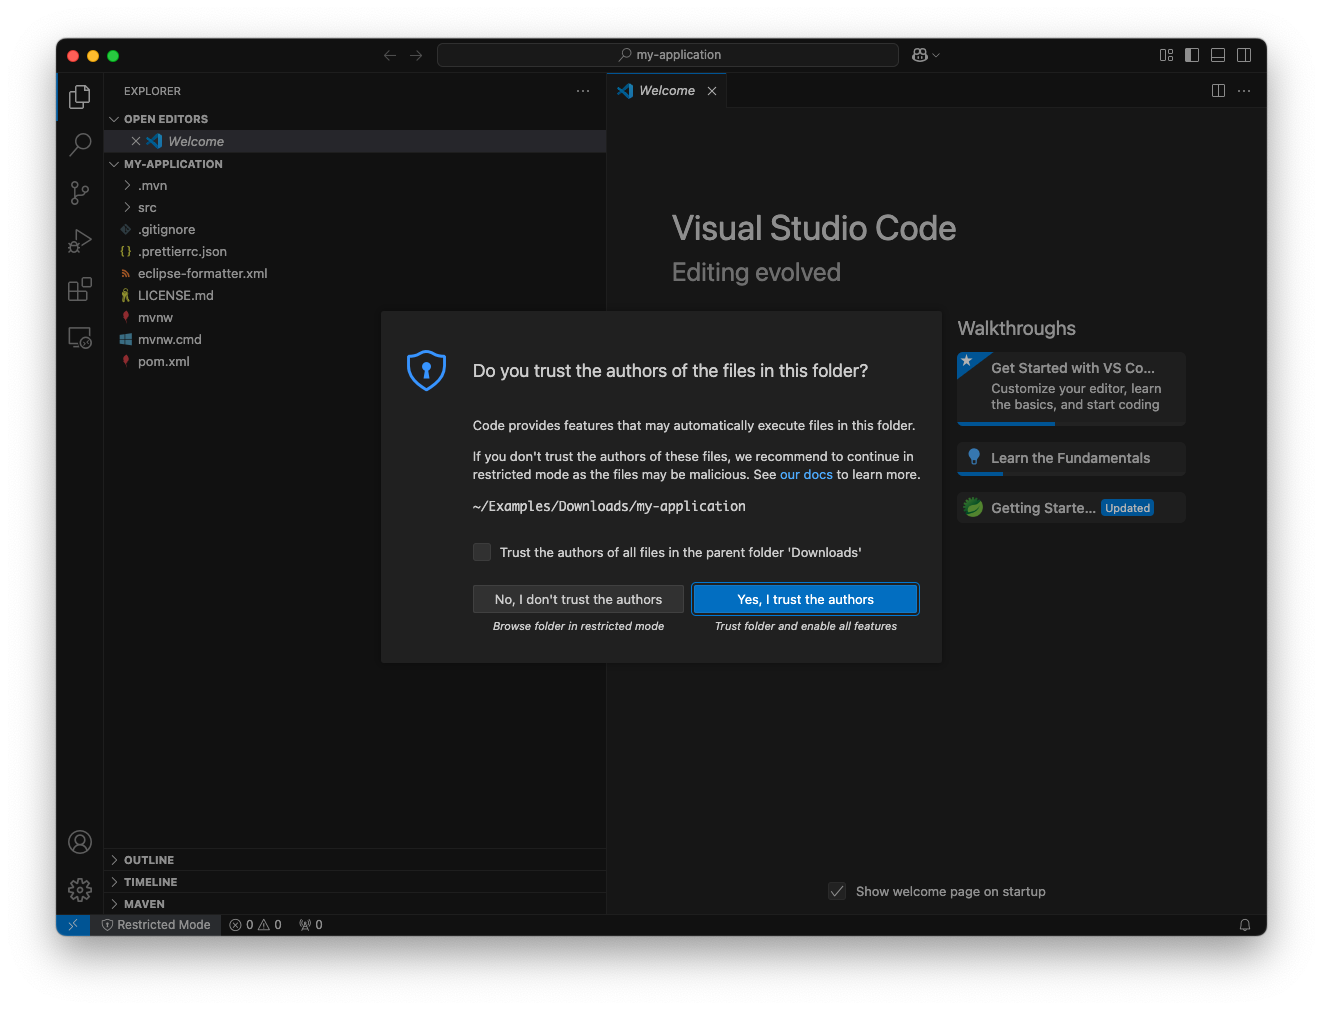 my-application
EXPLORER
Welcome
OPEN EDITORS
Welcome
MY-APPLICATION
.mvn
src
.gitignore
.prettierrc.json
eclipse-formatter.xml
LICENSE.md
mvnw
mvnw.cmd
pom.xml
Visual Studio Code
Editing evolved
Walkthroughs
Get Started with VS Co...
Customize your editor, learn
the basics, and start coding
Learn the Fundamentals
Getting Starte... Updated
Do you trust the authors of the files in this folder?
Code provides features that may automatically execute files in this folder.
If you don't trust the authors of these files, we recommend to continue in
restricted mode as the files may be malicious. See our docs to learn more.
~/Examples/Downloads/my-application
Trust the authors of all files in the parent folder 'Downloads'
No, I don't trust the authors
Yes, I trust the authors
Browse folder in restricted mode
Trust folder and enable all features
OUTLINE
TIMELINE
MAVEN
Show welcome page on startup
Restricted Mode 0 0 0